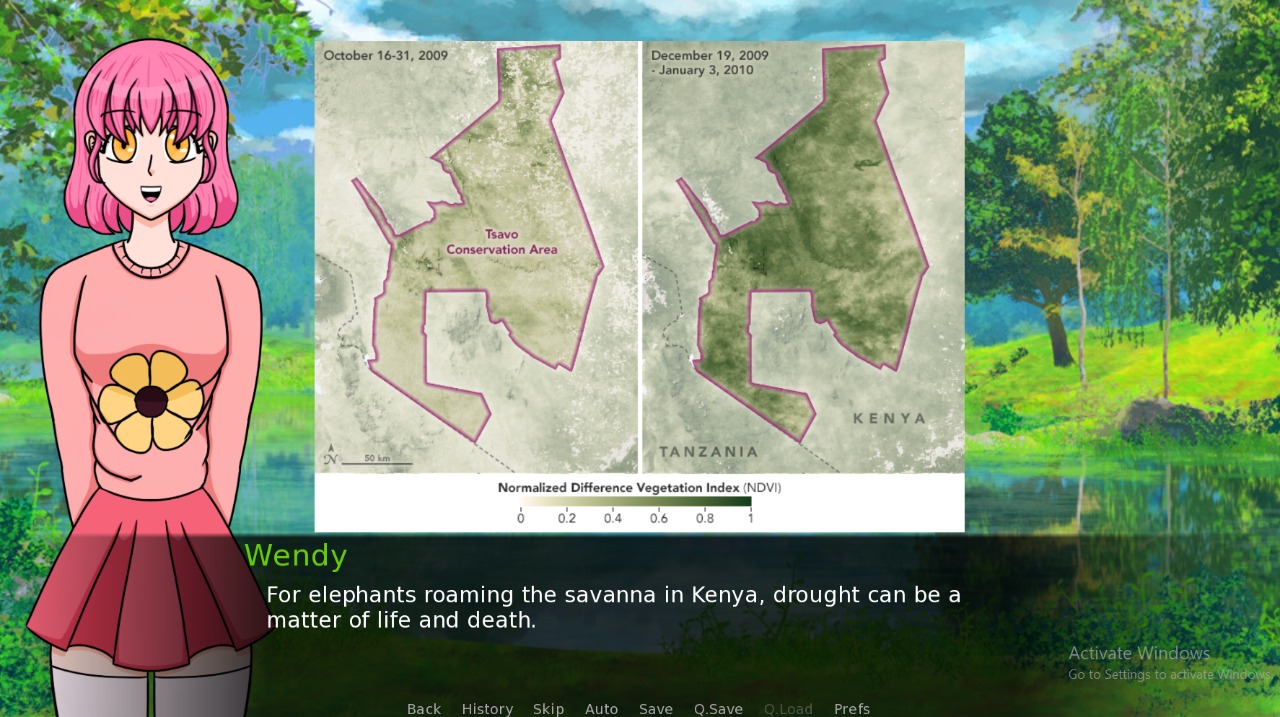 October 16-31, 2009
December 19, 2009
- January 3, 2010
Tsavo
Conservation Area
KENYA
TANZANIA
N
50 km
Normalized Difference Vegetation Index (NDVI)
0 0.2 0.4 0.6 0.8 1
Wendy
For elephants roaming the savanna in Kenya, drought can be a
matter of life and death.
Activate Windows
Go to Settings to activate Windows.
Back History Skip Auto Save Q.Save Q.Load Prefs